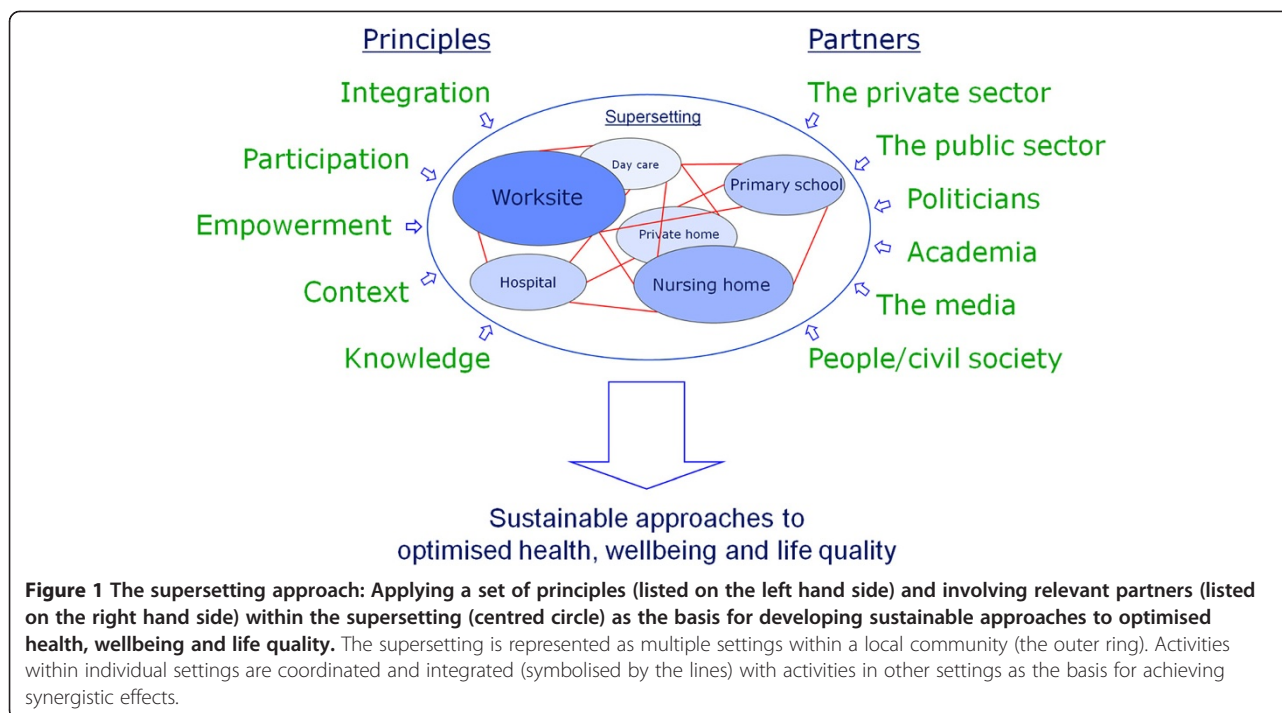 Principles
Partners
Integration
Participation
Empowerment
Context
Knowledge
Supersetting
Day care
Worksite
Primary school
Private home
Hospital
Nursing home
The private sector
The public sector
Politicians
Academia
The media
People/civil society
Sustainable approaches to
optimised health, wellbeing and life quality
Figure 1 The supersetting approach: Applying a set of principles (listed on the left hand side) and involving relevant partners (listed
on the right hand side) within the supersetting (centred circle) as the basis for developing sustainable approaches to optimised
health, wellbeing and life quality. The supersetting is represented as multiple settings within a local community (the outer ring). Activities
within individual settings are coordinated and integrated (symbolised by the lines) with activities in other settings as the basis for achieving
synergistic effects.